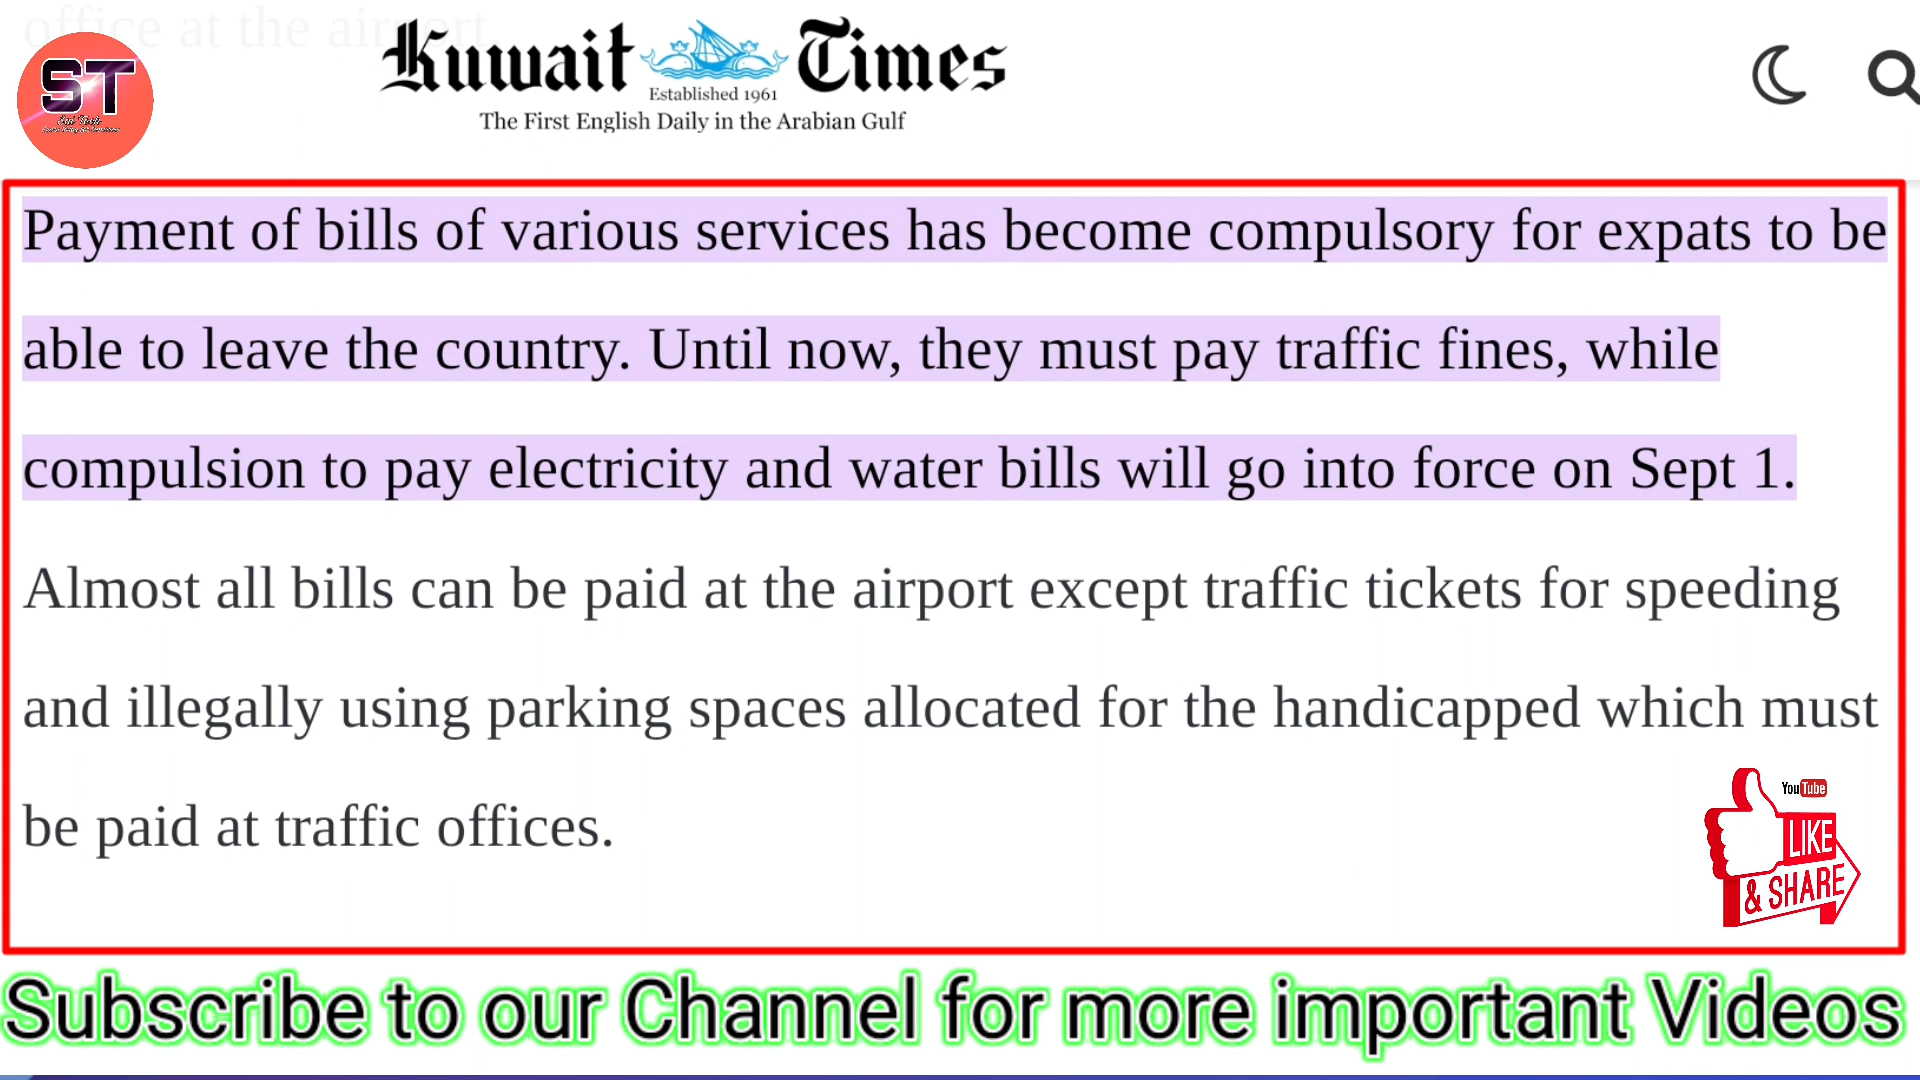 office at the airport.
ST
Kuwait Times
Established 1961
The First English Daily in the Arabian Gulf
Payment of bills of various services has become compulsory for expats to be
able to leave the country. Until now, they must pay traffic fines, while
compulsion to pay electricity and water bills will go into force on Sept 1.
Almost all bills can be paid at the airport except traffic tickets for speeding
and illegally using parking spaces allocated for the handicapped which must
be paid at traffic offices.
YouTube
LIKE
& SHARE
Subscribe to our Channel for more important Videos